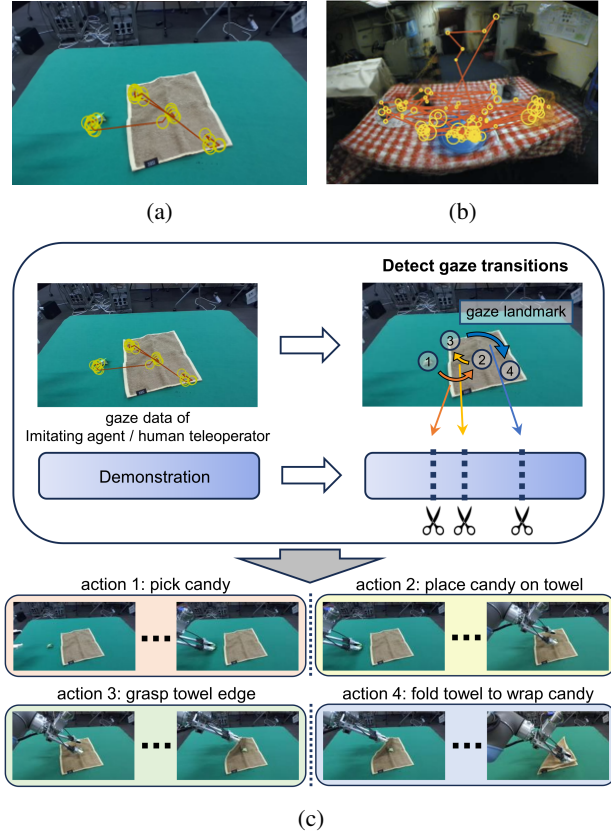 (a)
(b)
Detect gaze transitions
gaze landmark
1
2
3
4
gaze data of
Imitating agent / human teleoperator
Demonstration
action 1: pick candy
action 2: place candy on towel
action 3: grasp towel edge
action 4: fold towel to wrap candy
(c)